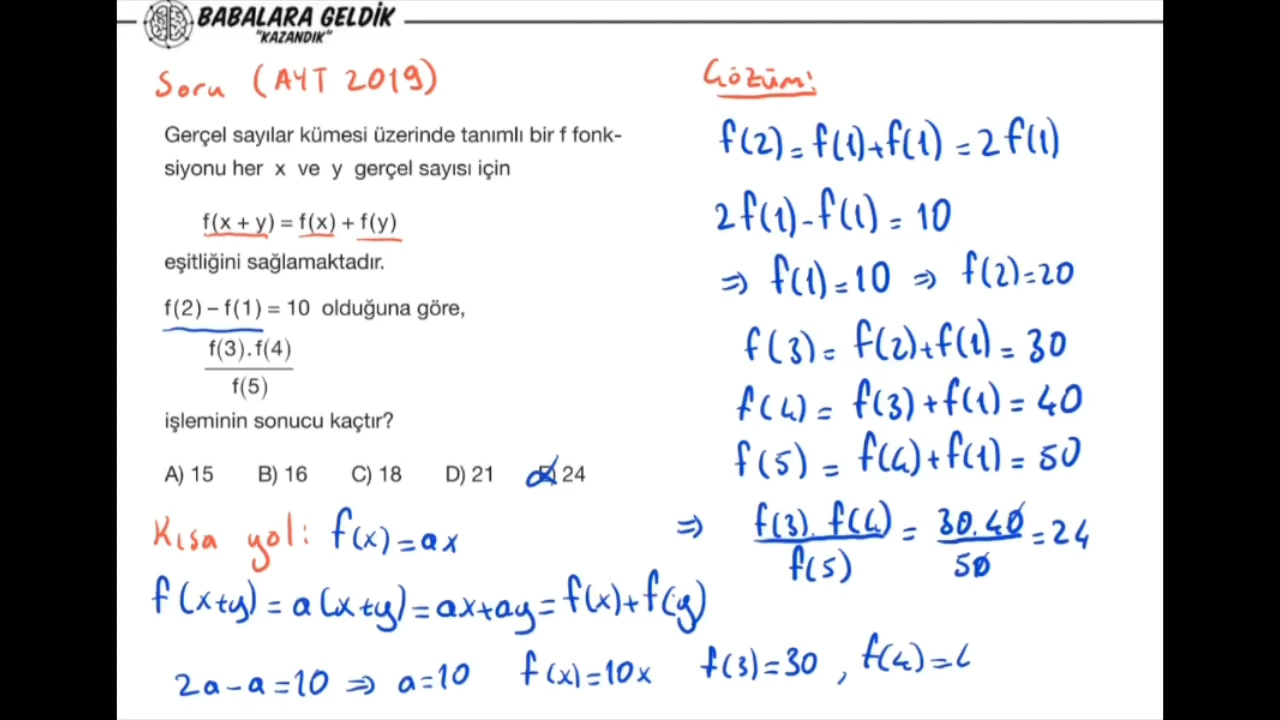 BABALARA GELDİK
"KAZANDIK"
Soru (AYT 2019)
Gerçel sayılar kümesi üzerinde tanımlı bir f fonk-
siyonu her x ve y gerçel sayısı için
f(x + y) = f(x) + f(y)
eşitliğini sağlamaktadır.
f(2) – f(1) = 10 olduğuna göre,
f(3).f(4)
f(5)
işleminin sonucu kaçtır?
A) 15 B) 16 C) 18 D) 21 E) 24
Kısa yol: f(x) = ax
f(x+y) = a(x+y) = ax+ay = f(x)+f(y)
2a-a=10 ⇒ a=10 f(x)=10x f(3)=30 , f(4)=
Çözüm:
f(2) = f(1)+f(1) = 2f(1)
2f(1)-f(1) = 10
⇒ f(1)=10 ⇒ f(2)=20
f(3) = f(2)+f(1) = 30
f(4) = f(3)+f(1) = 40
f(5) = f(4)+f(1) = 50
⇒ f(3). f(4) = 30.40 = 24
f(5) 50